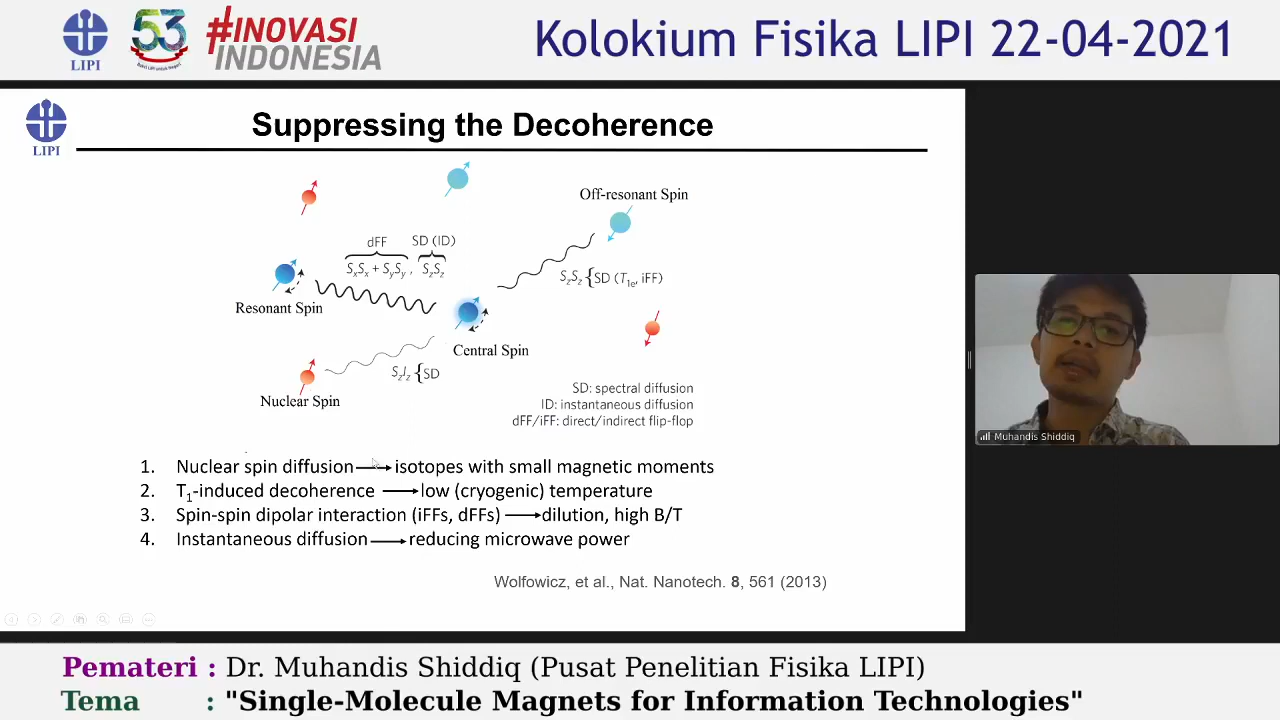 LIPI
53
Bakti LIPI untuk Negeri
#INOVASI
INDONESIA
Kolokium Fisika LIPI 22-04-2021
LIPI
Suppressing the Decoherence
Off-resonant Spin
dFF SD (ID)
SxSx + SySy , SzSz
SzSz { SD (T1e, iFF)
Resonant Spin
Central Spin
SzIz { SD
Nuclear Spin
SD: spectral diffusion
ID: instantaneous diffusion
dFF/iFF: direct/indirect flip-flop
1. Nuclear spin diffusion → isotopes with small magnetic moments
2. T1-induced decoherence → low (cryogenic) temperature
3. Spin-spin dipolar interaction (iFFs, dFFs) → dilution, high B/T
4. Instantaneous diffusion → reducing microwave power
Wolfowicz, et al., Nat. Nanotech. 8, 561 (2013)
Muhandis Shiddiq
Pemateri : Dr. Muhandis Shiddiq (Pusat Penelitian Fisika LIPI)
Tema : "Single-Molecule Magnets for Information Technologies"